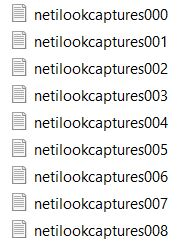 netilookcaptures000
netilookcaptures001
netilookcaptures002
netilookcaptures003
netilookcaptures004
netilookcaptures005
netilookcaptures006
netilookcaptures007
netilookcaptures008